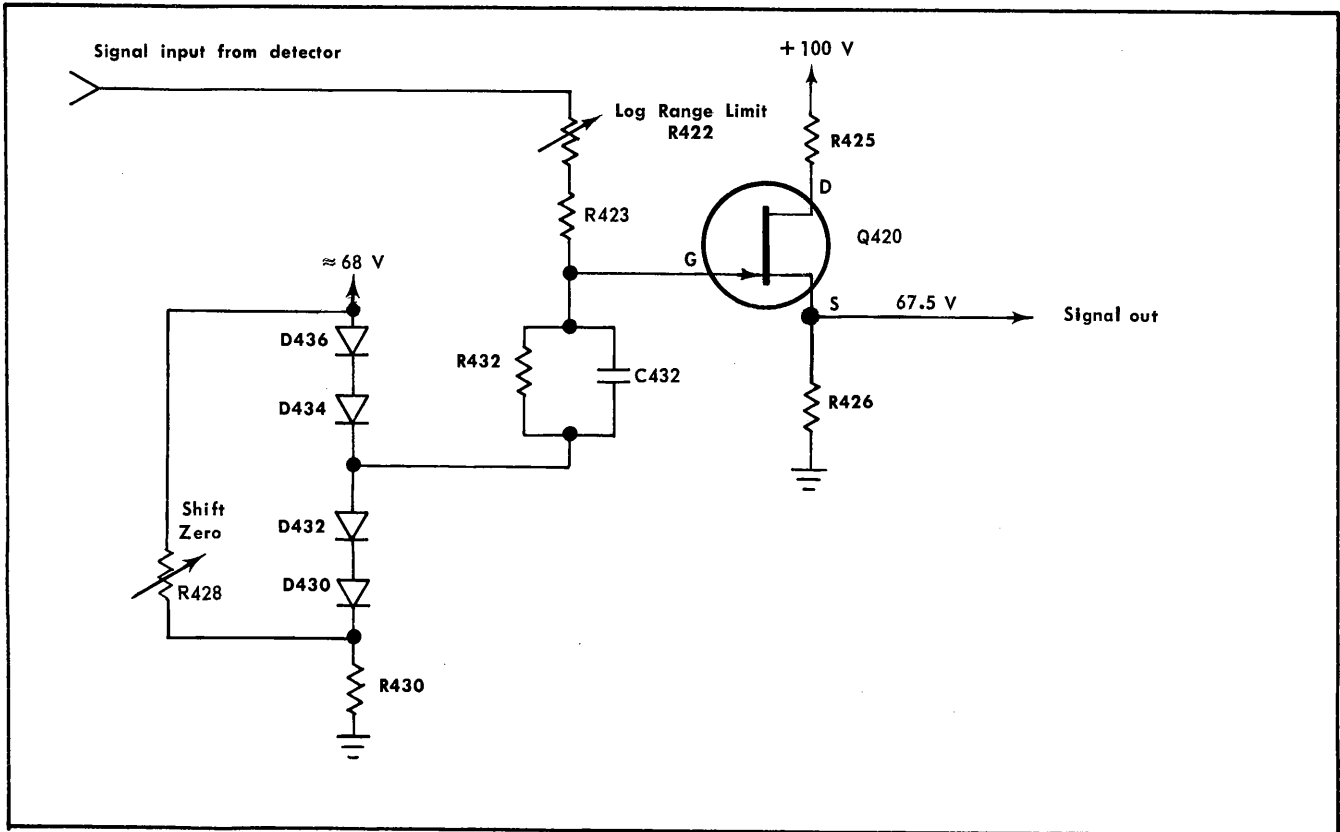 Signal input from detector
+100 V
Log Range Limit
R422
R425
D
R423
Q420
G
≈68 V
S
67.5 V
Signal out
D436
R432
C432
D434
R426
Shift
Zero
D432
D430
R428
R430